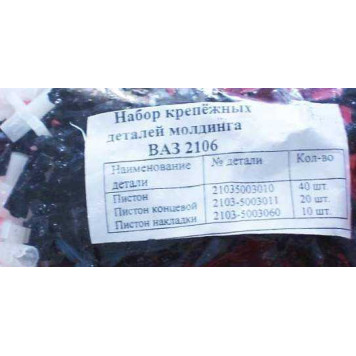 Набор крепёжных
деталей молдинга
ВАЗ 2106
Наименование детали № детали Кол-во
Пистон 21035003010 40 шт.
Пистон концевой 2103-5003011 20 шт.
Пистон накладки 2103-5003060 10 шт.